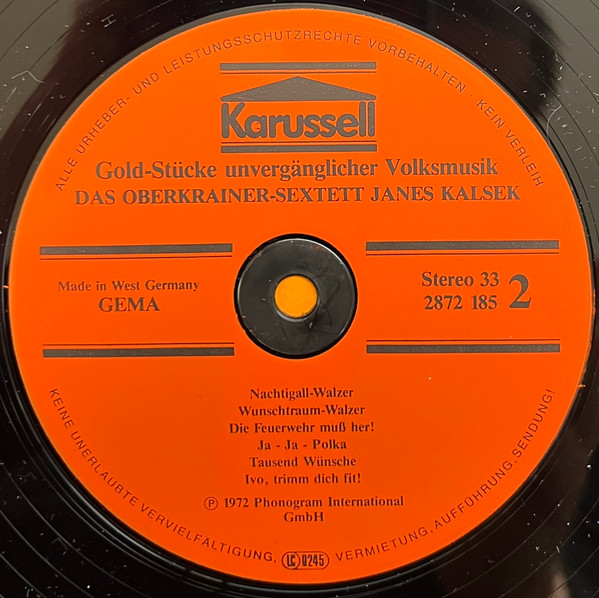 ALLE URHEBER- UND LEISTUNGSSCHUTZRECHTE VORBEHALTEN · KEIN VERLEIH
Karussell
Gold-Stücke unvergänglicher Volksmusik
DAS OBERKRAINER-SEXTETT JANES KALSEK
Made in West Germany
GEMA
Stereo 33
2872 185
2
Nachtigall-Walzer
Wunschtraum-Walzer
Die Feuerwehr muß her!
Ja - Ja - Polka
Tausend Wünsche
Ivo, trimm dich fit!
Ⓟ 1972 Phonogram International
GmbH
KEINE UNERLAUBTE VERVIELFÄLTIGUNG, VERMIETUNG, AUFFÜHRUNG, SENDUNG!
LC 0245